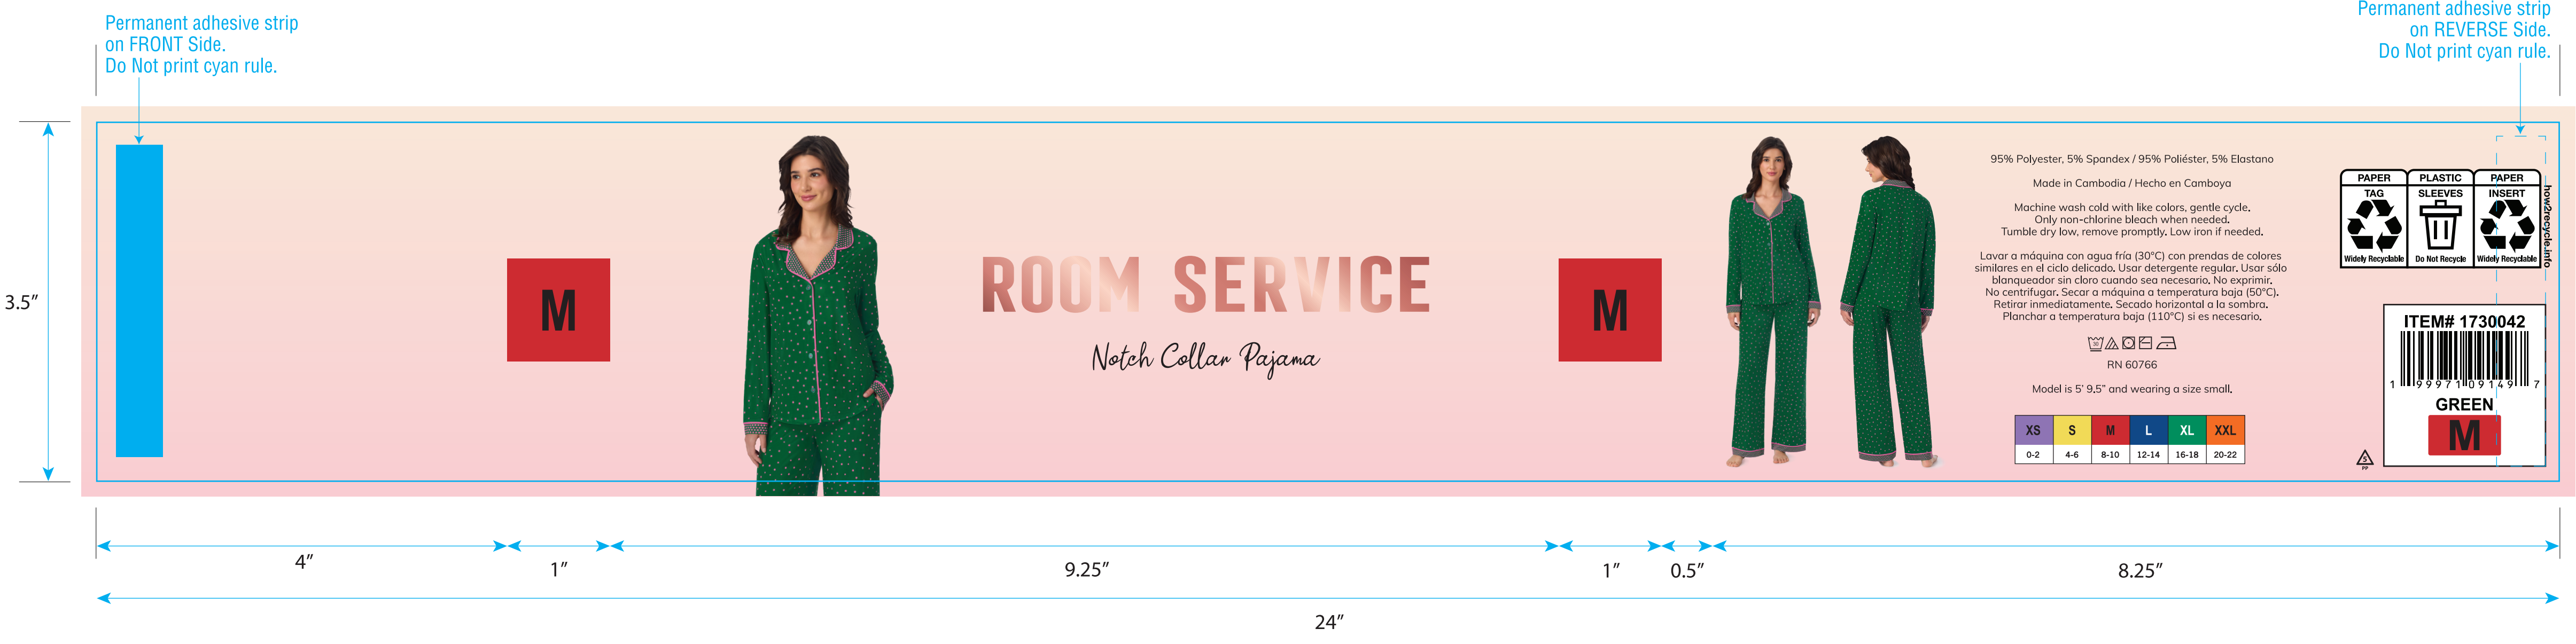 Permanent adhesive strip
on FRONT Side.
Do Not print cyan rule.
Permanent adhesive strip
on REVERSE Side.
Do Not print cyan rule.
3.5”
M
ROOM SERVICE
Notch Collar Pajama
M
95% Polyester, 5% Spandex / 95% Poliéster, 5% Elastano
Made in Cambodia / Hecho en Camboya
Machine wash cold with like colors, gentle cycle.
Only non-chlorine bleach when needed.
Tumble dry low, remove promptly. Low iron if needed.
Lavar a máquina con agua fría (30°C) con prendas de colores
similares en el ciclo delicado. Usar detergente regular. Usar sólo
blanqueador sin cloro cuando sea necesario. No exprimir.
No centrifugar. Secar a máquina a temperatura baja (50°C).
Retirar inmediatamente. Secado horizontal a la sombra.
Planchar a temperatura baja (110°C) si es necesario.
30
RN 60766
Model is 5’ 9.5” and wearing a size small.
XS S M L XL XXL
0-2 4-6 8-10 12-14 16-18 20-22
PAPER PLASTIC PAPER
TAG SLEEVES INSERT
Widely Recyclable Do Not Recycle Widely Recyclable
how2recycle.info
ITEM# 1730042
1 99971 09149 7
GREEN
M
5
PP
4” 1” 9.25” 1” 0.5” 8.25”
24”